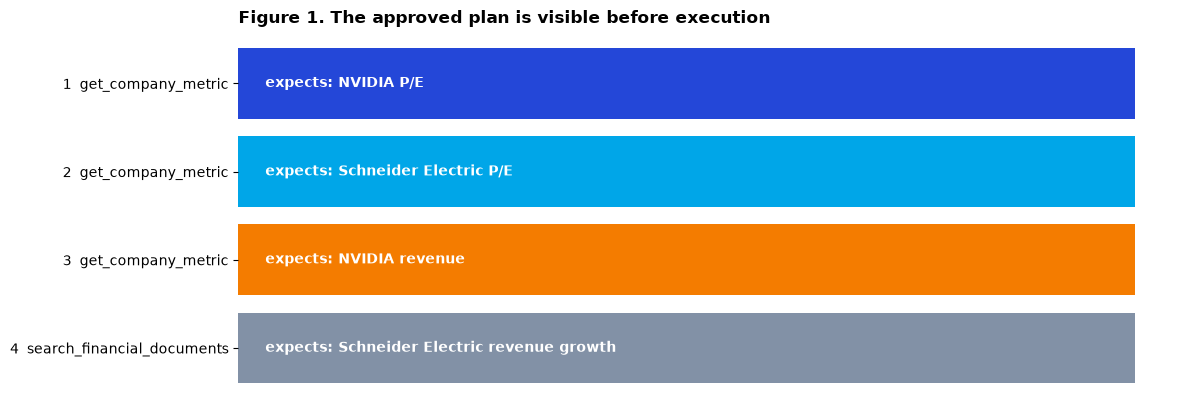 Figure 1. The approved plan is visible before execution
1  get_company_metric
expects: NVIDIA P/E
2  get_company_metric
expects: Schneider Electric P/E
3  get_company_metric
expects: NVIDIA revenue
4  search_financial_documents
expects: Schneider Electric revenue growth